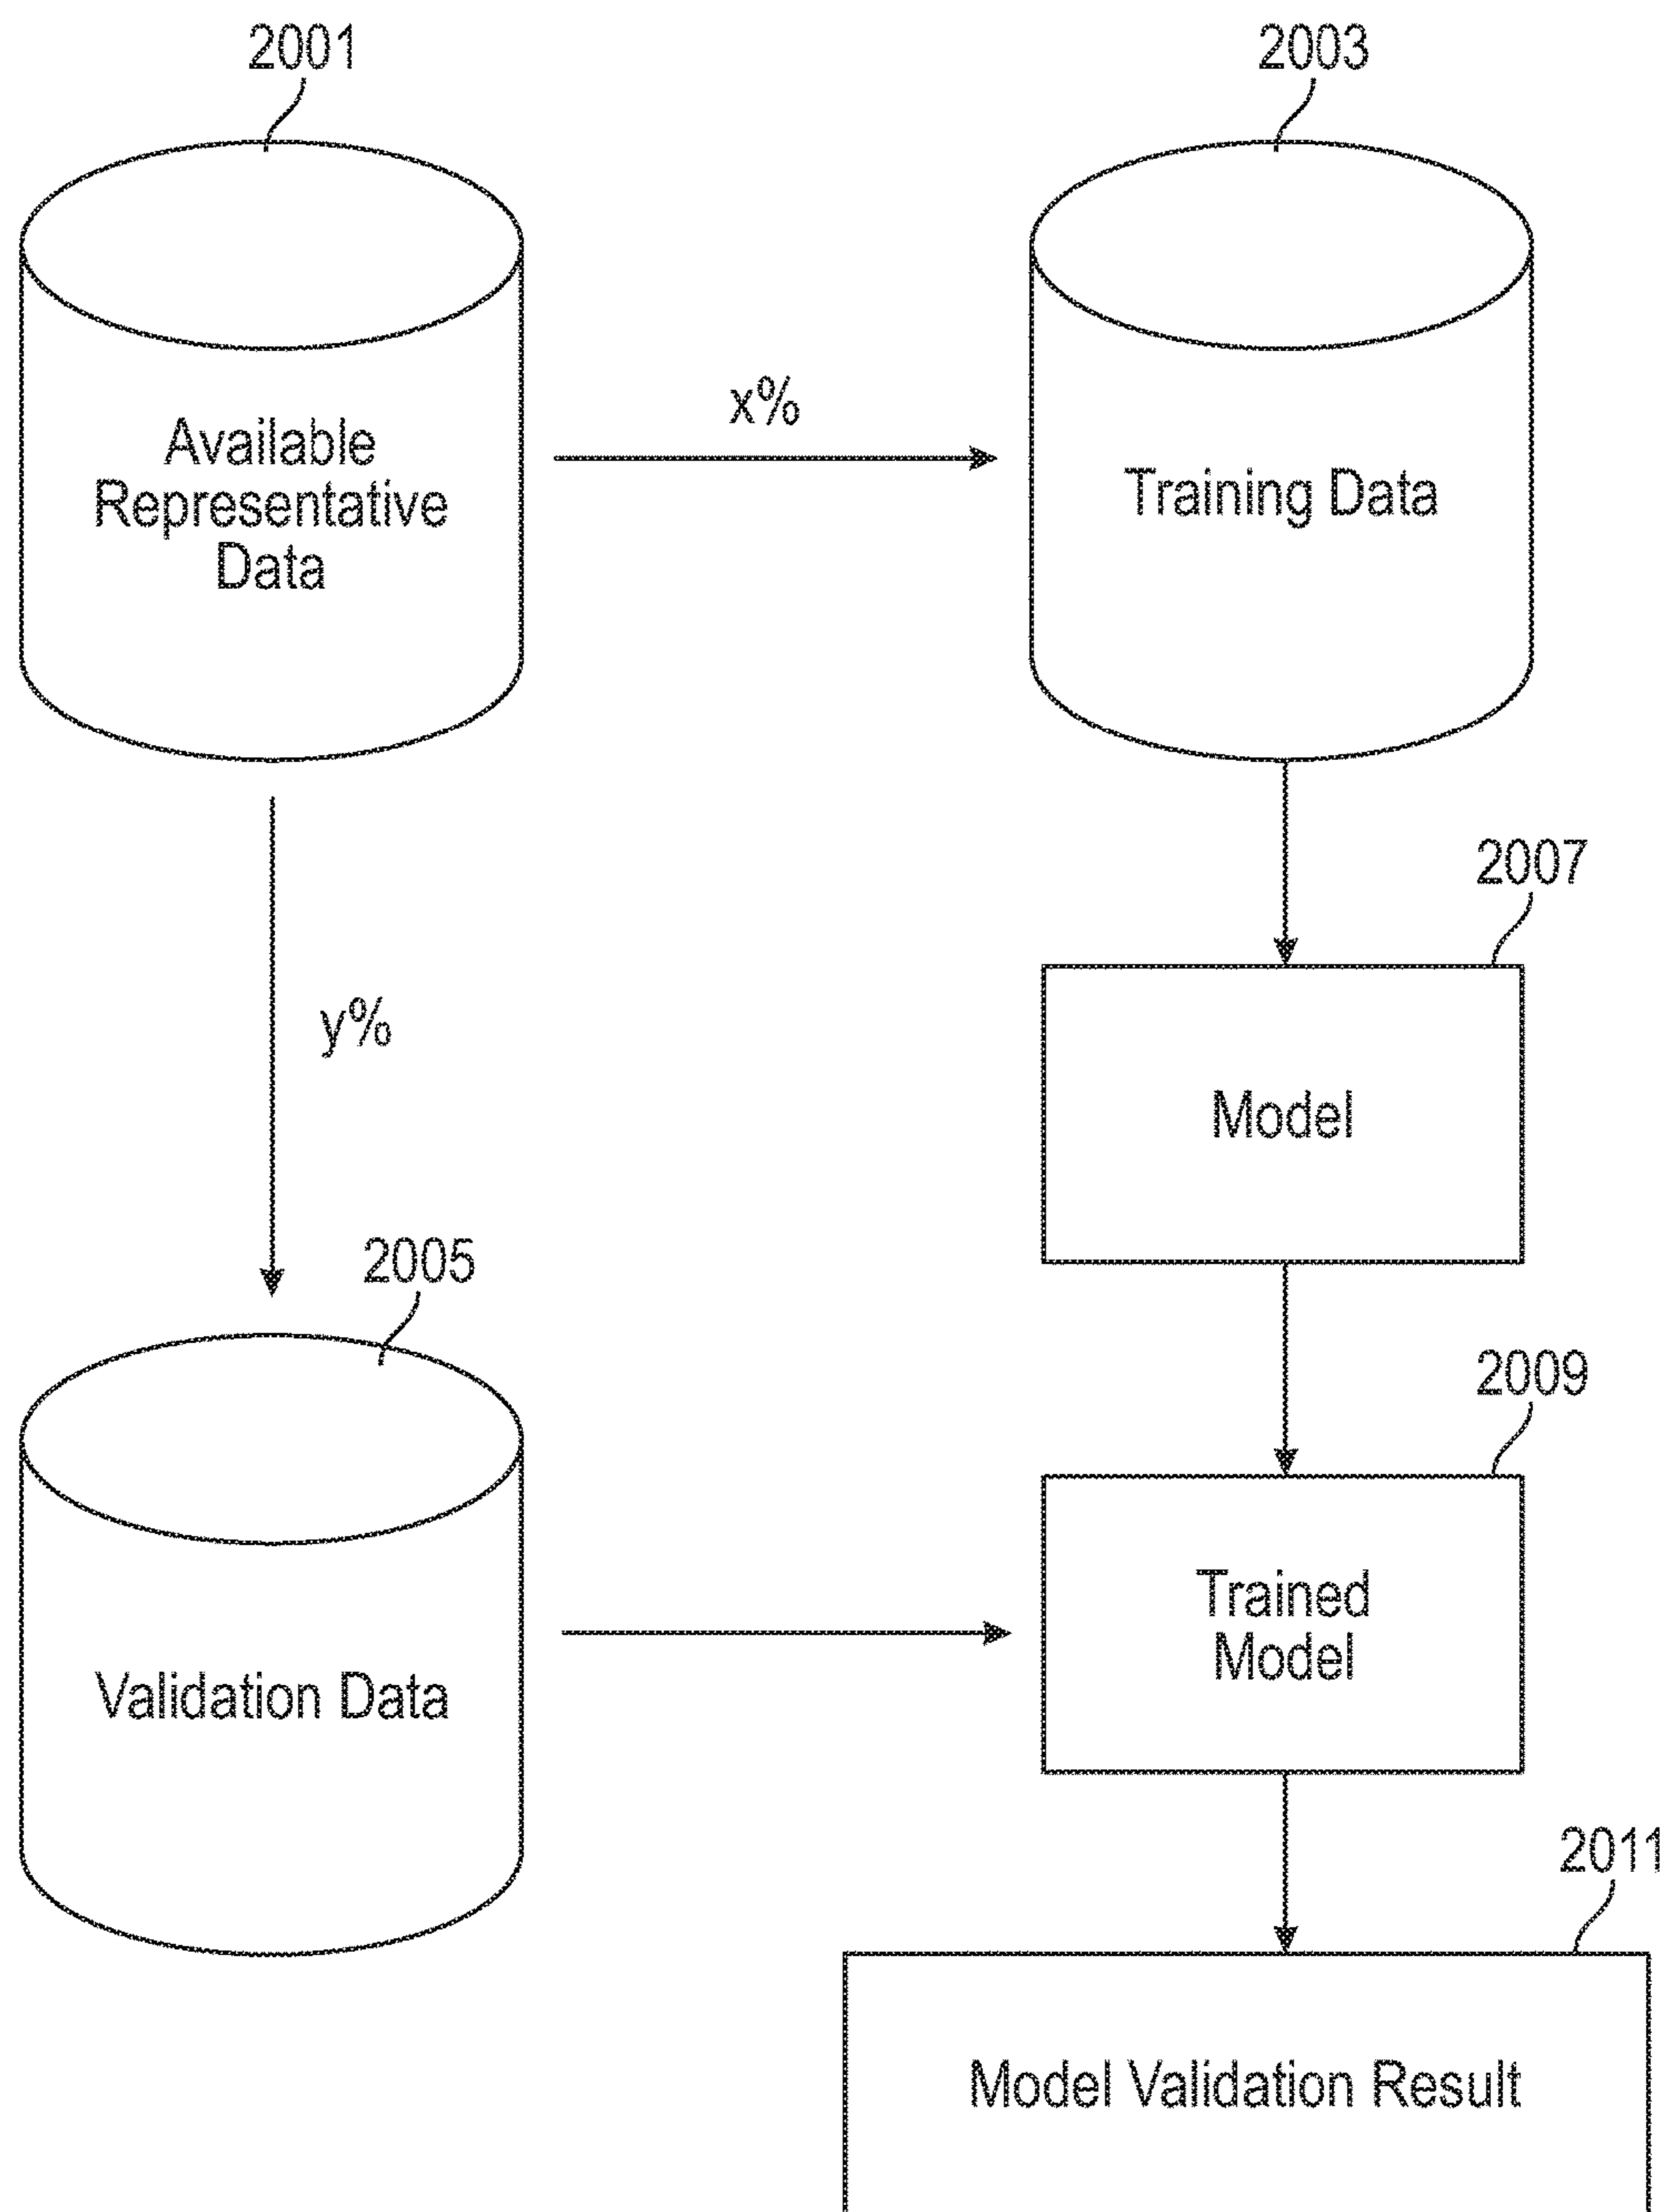 2001
2003
Available
Representative
Data
x%
Training Data
2007
y%
Model
2005
2009
Trained
Model
Validation Data
2011
Model Validation Result